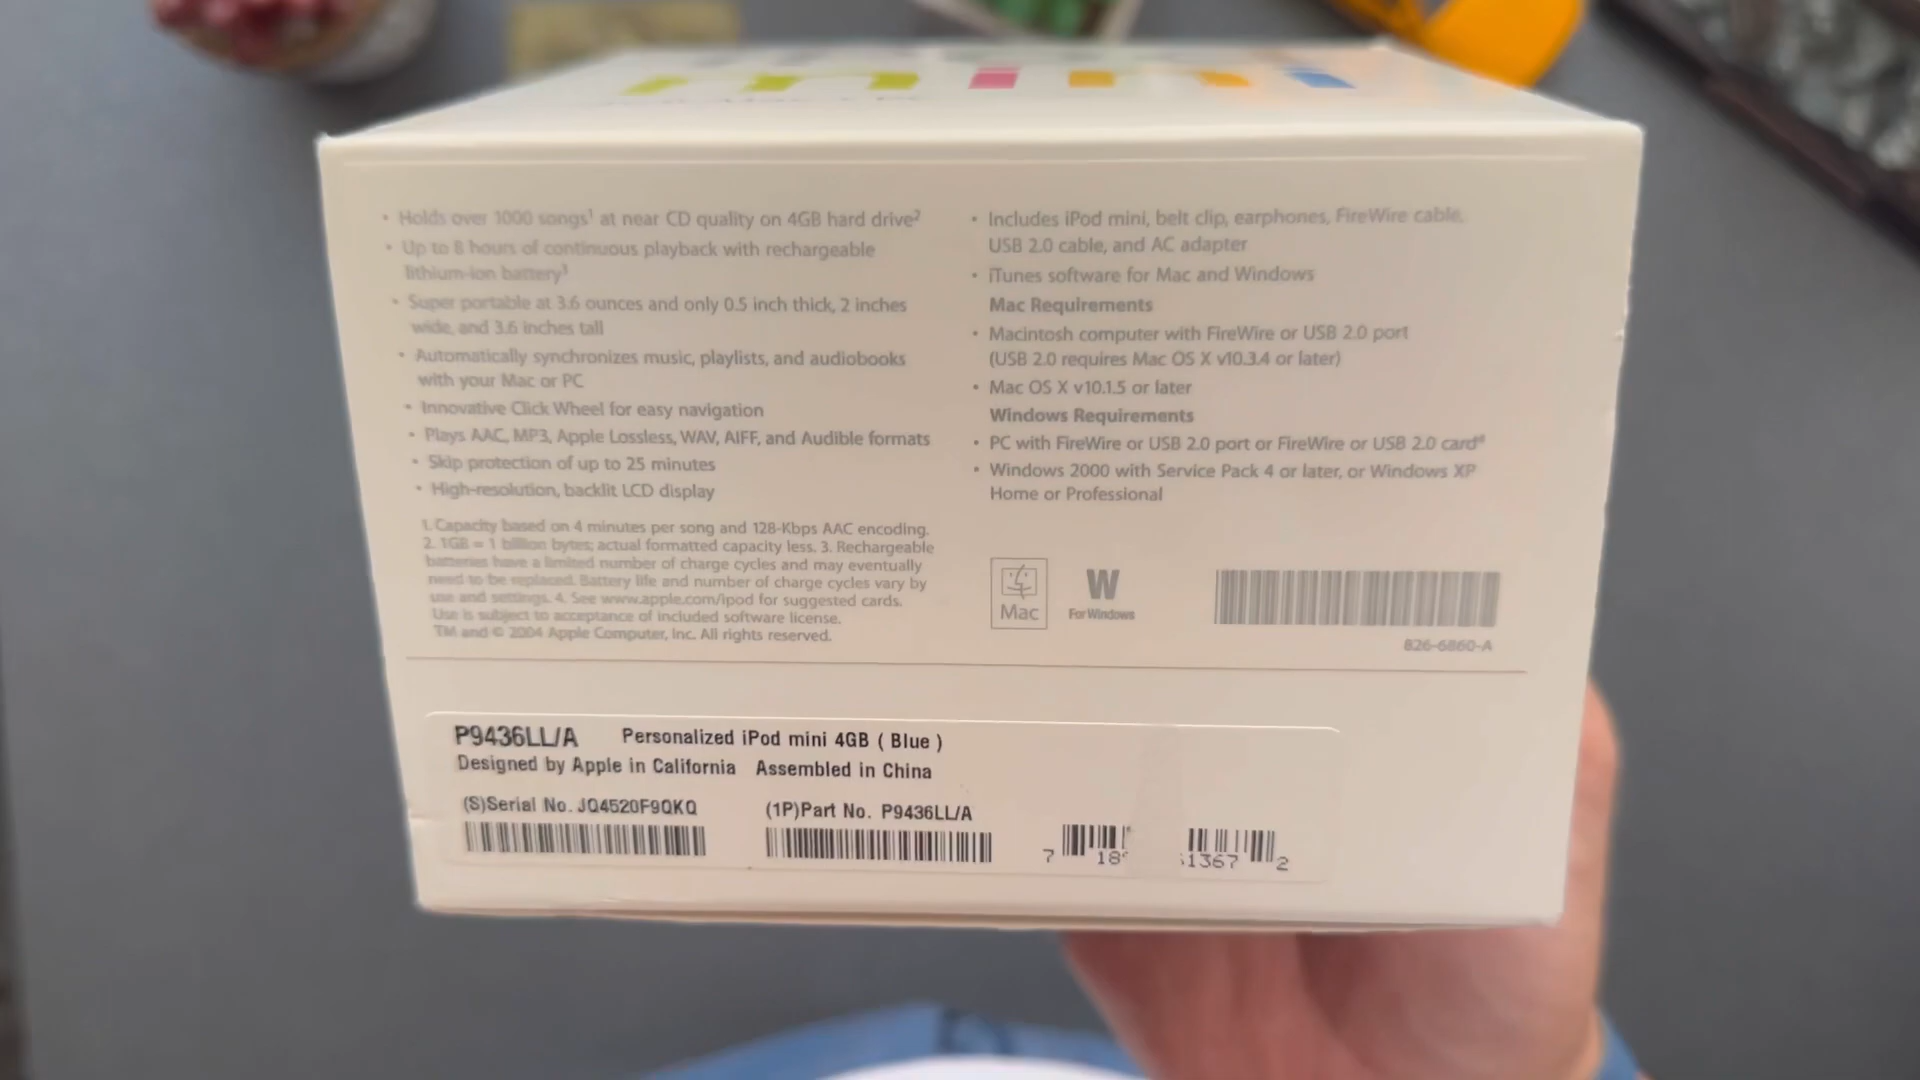 mini
• Holds over 1000 songs¹ at near CD quality on 4GB hard drive²
• Up to 8 hours of continuous playback with rechargeable
lithium-ion battery³
• Super portable at 3.6 ounces and only 0.5 inch thick, 2 inches
wide, and 3.6 inches tall
• Automatically synchronizes music, playlists, and audiobooks
with your Mac or PC
• Innovative Click Wheel for easy navigation
• Plays AAC, MP3, Apple Lossless, WAV, AIFF, and Audible formats
• Skip protection of up to 25 minutes
• High-resolution, backlit LCD display
1. Capacity based on 4 minutes per song and 128-Kbps AAC encoding.
2. 1GB = 1 billion bytes; actual formatted capacity less. 3. Rechargeable
batteries have a limited number of charge cycles and may eventually
need to be replaced. Battery life and number of charge cycles vary by
use and settings. 4. See www.apple.com/ipod for suggested cards.
Use is subject to acceptance of included software license.
TM and © 2004 Apple Computer, Inc. All rights reserved.
• Includes iPod mini, belt clip, earphones, FireWire cable,
USB 2.0 cable, and AC adapter
• iTunes software for Mac and Windows
Mac Requirements
• Macintosh computer with FireWire or USB 2.0 port
(USB 2.0 requires Mac OS X v10.3.4 or later)
• Mac OS X v10.1.5 or later
Windows Requirements
• PC with FireWire or USB 2.0 port or FireWire or USB 2.0 card⁴
• Windows 2000 with Service Pack 4 or later, or Windows XP
Home or Professional
Mac
W
For Windows
826-6860-A
P9436LL/A Personalized iPod mini 4GB ( Blue )
Designed by Apple in California Assembled in China
(S)Serial No. JQ4520F9QKQ
(1P)Part No. P9436LL/A
7 18 1367 2